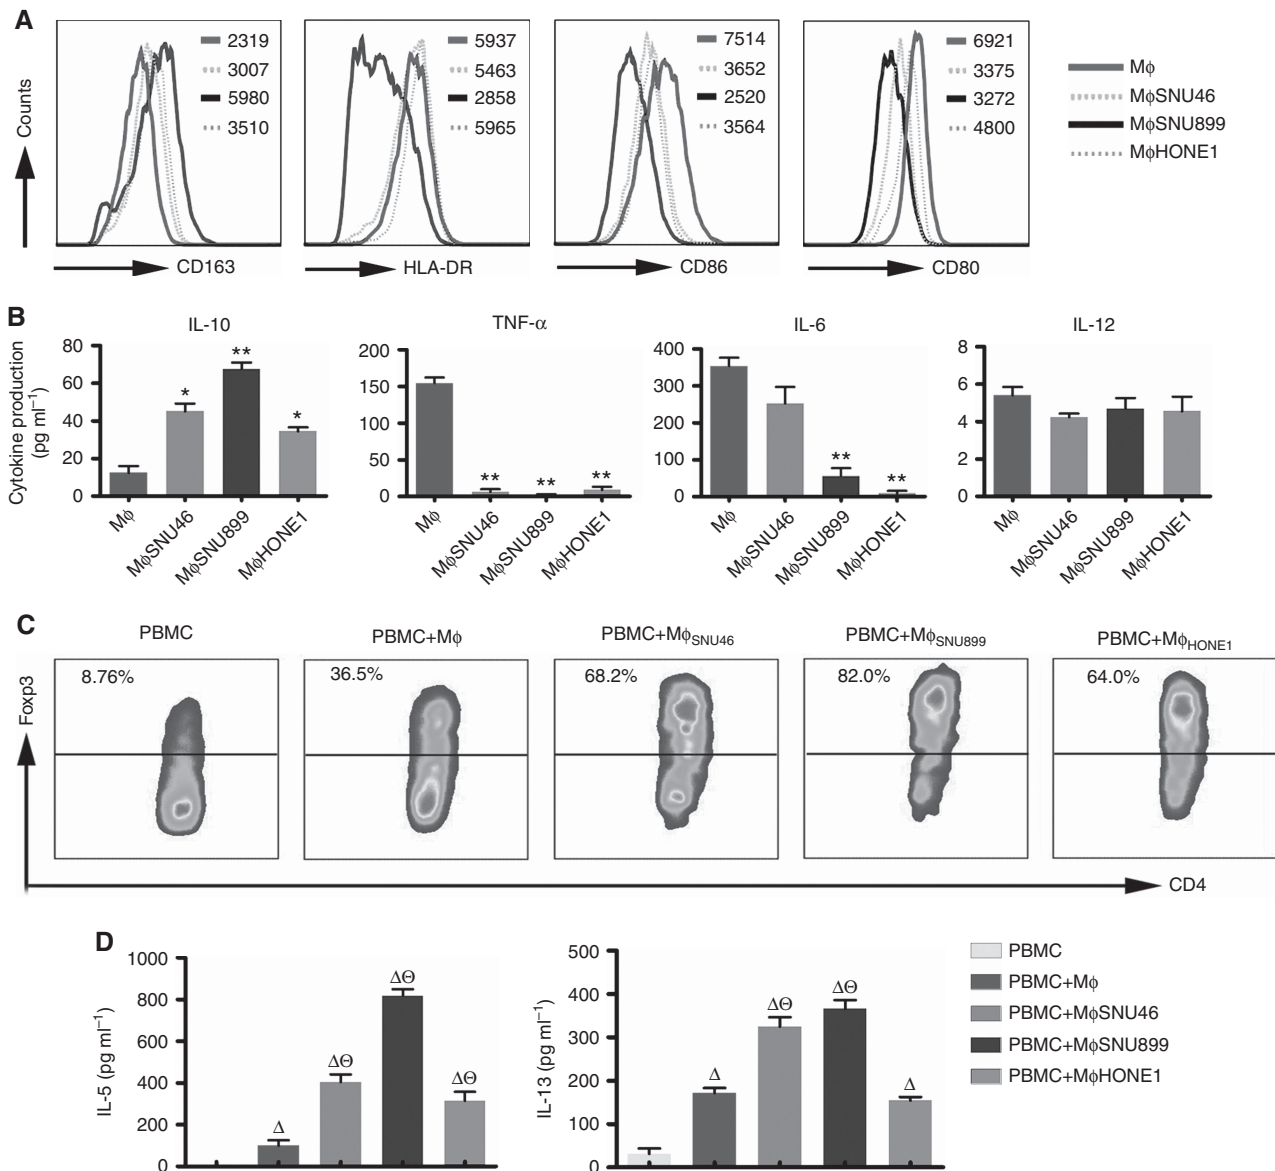 A
Counts
2319
3007
5980
3510
CD163
5937
5463
2858
5965
HLA-DR
7514
3652
2520
3564
CD86
6921
3375
3272
4800
CD80
Mϕ
MϕSNU46
MϕSNU899
MϕHONE1
B
Cytokine production
(pg ml⁻¹)
IL-10
80
60
40
20
0
*
**
*
Mϕ
MϕSNU46
MϕSNU899
MϕHONE1
TNF-α
200
150
100
50
0
**
**
**
Mϕ
MϕSNU46
MϕSNU899
MϕHONE1
IL-6
400
300
200
100
0
**
**
Mϕ
MϕSNU46
MϕSNU899
MϕHONE1
IL-12
8
6
4
2
0
Mϕ
MϕSNU46
MϕSNU899
MϕHONE1
C
Foxp3
PBMC
8.76%
PBMC+Mϕ
36.5%
PBMC+MϕSNU46
68.2%
PBMC+MϕSNU899
82.0%
PBMC+MϕHONE1
64.0%
CD4
D
IL-5 (pg ml⁻¹)
1000
800
600
400
200
0
Δ
ΔΘ
ΔΘ
ΔΘ
IL-13 (pg ml⁻¹)
500
400
300
200
100
0
Δ
ΔΘ
ΔΘ
Δ
PBMC
PBMC+Mϕ
PBMC+MϕSNU46
PBMC+MϕSNU899
PBMC+MϕHONE1